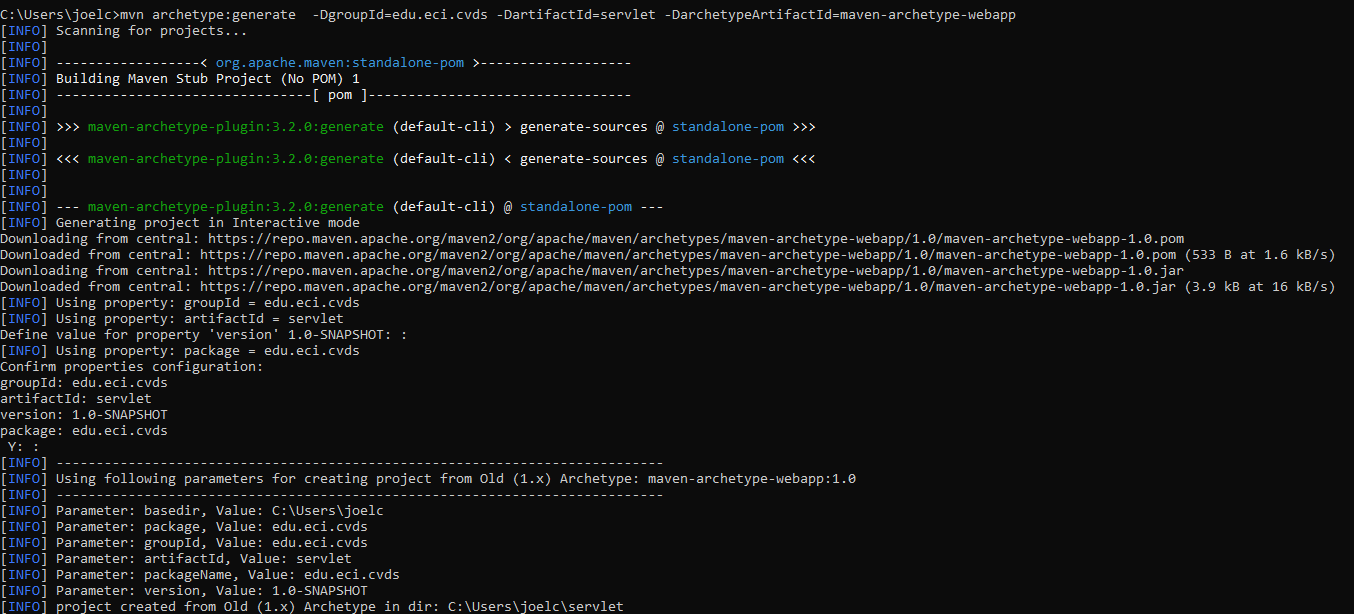 C:\Users\joelc>mvn archetype:generate  -DgroupId=edu.eci.cvds -DartifactId=servlet -DarchetypeArtifactId=maven-archetype-webapp
[INFO] Scanning for projects...
[INFO]
[INFO] ------------------< org.apache.maven:standalone-pom >-------------------
[INFO] Building Maven Stub Project (No POM) 1
[INFO] --------------------------------[ pom ]---------------------------------
[INFO]
[INFO] >>> maven-archetype-plugin:3.2.0:generate (default-cli) > generate-sources @ standalone-pom >>>
[INFO]
[INFO] <<< maven-archetype-plugin:3.2.0:generate (default-cli) < generate-sources @ standalone-pom <<<
[INFO]
[INFO]
[INFO] --- maven-archetype-plugin:3.2.0:generate (default-cli) @ standalone-pom ---
[INFO] Generating project in Interactive mode
Downloading from central: https://repo.maven.apache.org/maven2/org/apache/maven/archetypes/maven-archetype-webapp/1.0/maven-archetype-webapp-1.0.pom
Downloaded from central: https://repo.maven.apache.org/maven2/org/apache/maven/archetypes/maven-archetype-webapp/1.0/maven-archetype-webapp-1.0.pom (533 B at 1.6 kB/s)
Downloading from central: https://repo.maven.apache.org/maven2/org/apache/maven/archetypes/maven-archetype-webapp/1.0/maven-archetype-webapp-1.0.jar
Downloaded from central: https://repo.maven.apache.org/maven2/org/apache/maven/archetypes/maven-archetype-webapp/1.0/maven-archetype-webapp-1.0.jar (3.9 kB at 16 kB/s)
[INFO] Using property: groupId = edu.eci.cvds
[INFO] Using property: artifactId = servlet
Define value for property 'version' 1.0-SNAPSHOT: :
[INFO] Using property: package = edu.eci.cvds
Confirm properties configuration:
groupId: edu.eci.cvds
artifactId: servlet
version: 1.0-SNAPSHOT
package: edu.eci.cvds
 Y: :
[INFO] ----------------------------------------------------------------------------
[INFO] Using following parameters for creating project from Old (1.x) Archetype: maven-archetype-webapp:1.0
[INFO] ----------------------------------------------------------------------------
[INFO] Parameter: basedir, Value: C:\Users\joelc
[INFO] Parameter: package, Value: edu.eci.cvds
[INFO] Parameter: groupId, Value: edu.eci.cvds
[INFO] Parameter: artifactId, Value: servlet
[INFO] Parameter: packageName, Value: edu.eci.cvds
[INFO] Parameter: version, Value: 1.0-SNAPSHOT
[INFO] project created from Old (1.x) Archetype in dir: C:\Users\joelc\servlet